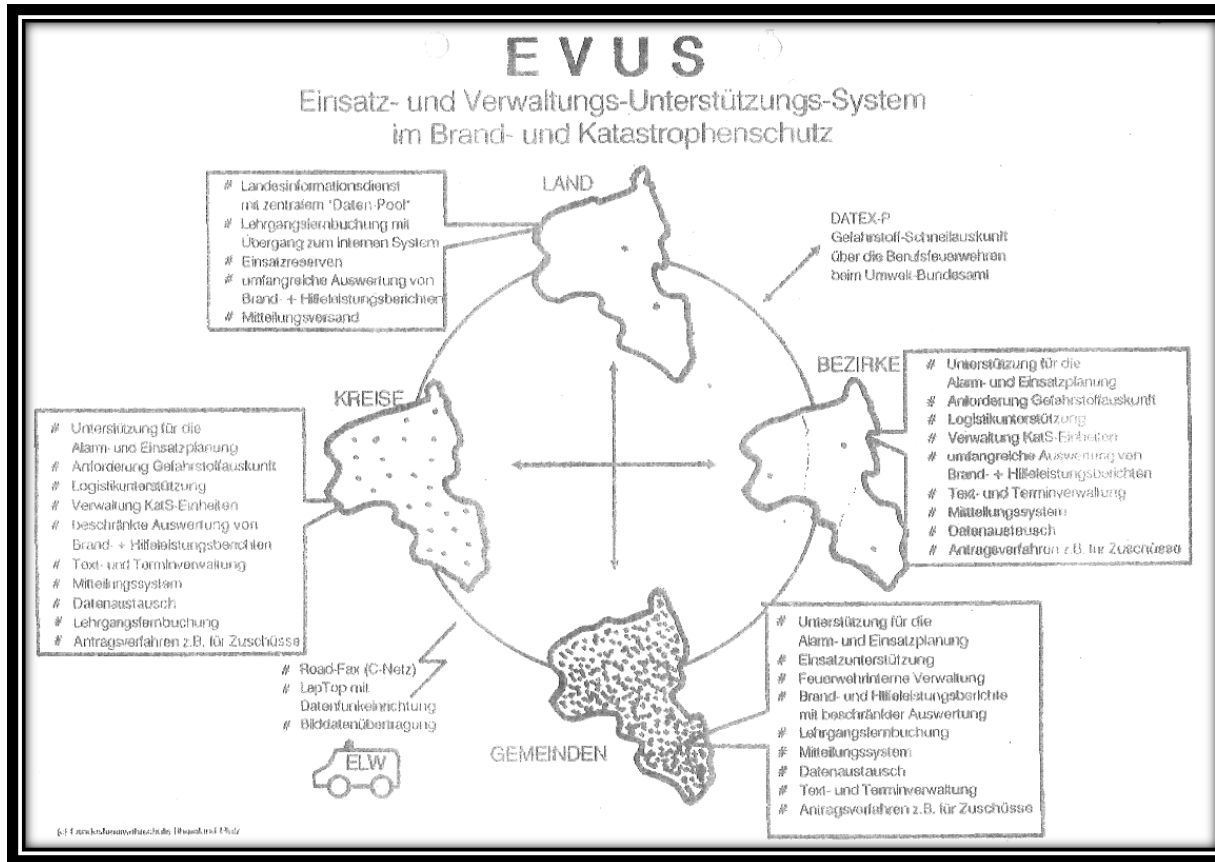 EVUS
Einsatz- und Verwaltungs-Unterstützungs-System
im Brand- und Katastrophenschutz
LAND
# Landesinformationsdienst
mit zentralem "Daten-Pool"
# Lehrgangsfernbuchung mit
Übergang zum internen System
# Einsatzreserven
# umfangreiche Auswertung von
Brand- + Hilfeleistungsberichten
# Mitteilungsversand
DATEX-P
Gefahrstoff-Schnellauskunft
über die Berufsfeuerwehren
beim Umwelt-Bundesamt
BEZIRKE
# Unterstützung für die
Alarm- und Einsatzplanung
# Anforderung Gefahrstoffauskunft
# Logistikunterstützung
# Verwaltung KatS-Einheiten
# umfangreiche Auswertung von
Brand- + Hilfeleistungsberichten
# Text- und Terminverwaltung
# Mitteilungssystem
# Datenaustausch
# Antragsverfahren z.B. für Zuschüsse
KREISE
# Unterstützung für die
Alarm- und Einsatzplanung
# Anforderung Gefahrstoffauskunft
# Logistikunterstützung
# Verwaltung KatS-Einheiten
# beschränkte Auswertung von
Brand- + Hilfeleistungsberichten
# Text- und Terminverwaltung
# Mitteilungssystem
# Datenaustausch
# Lehrgangsfernbuchung
# Antragsverfahren z.B. für Zuschüsse
# Road-Fax (C-Netz)
# LapTop mit
Datenfunkeinrichtung
# Bilddatenübertragung
ELW
GEMEINDEN
# Unterstützung für die
Alarm- und Einsatzplanung
# Einsatzunterstützung
# Feuerwehrinterne Verwaltung
# Brand- und Hilfeleistungsberichte
mit beschränkter Auswertung
# Lehrgangsfernbuchung
# Mitteilungssystem
# Datenaustausch
# Text- und Terminverwaltung
# Antragsverfahren z.B. für Zuschüsse
(c) Landesfeuerwehrschule Rheinland-Pfalz